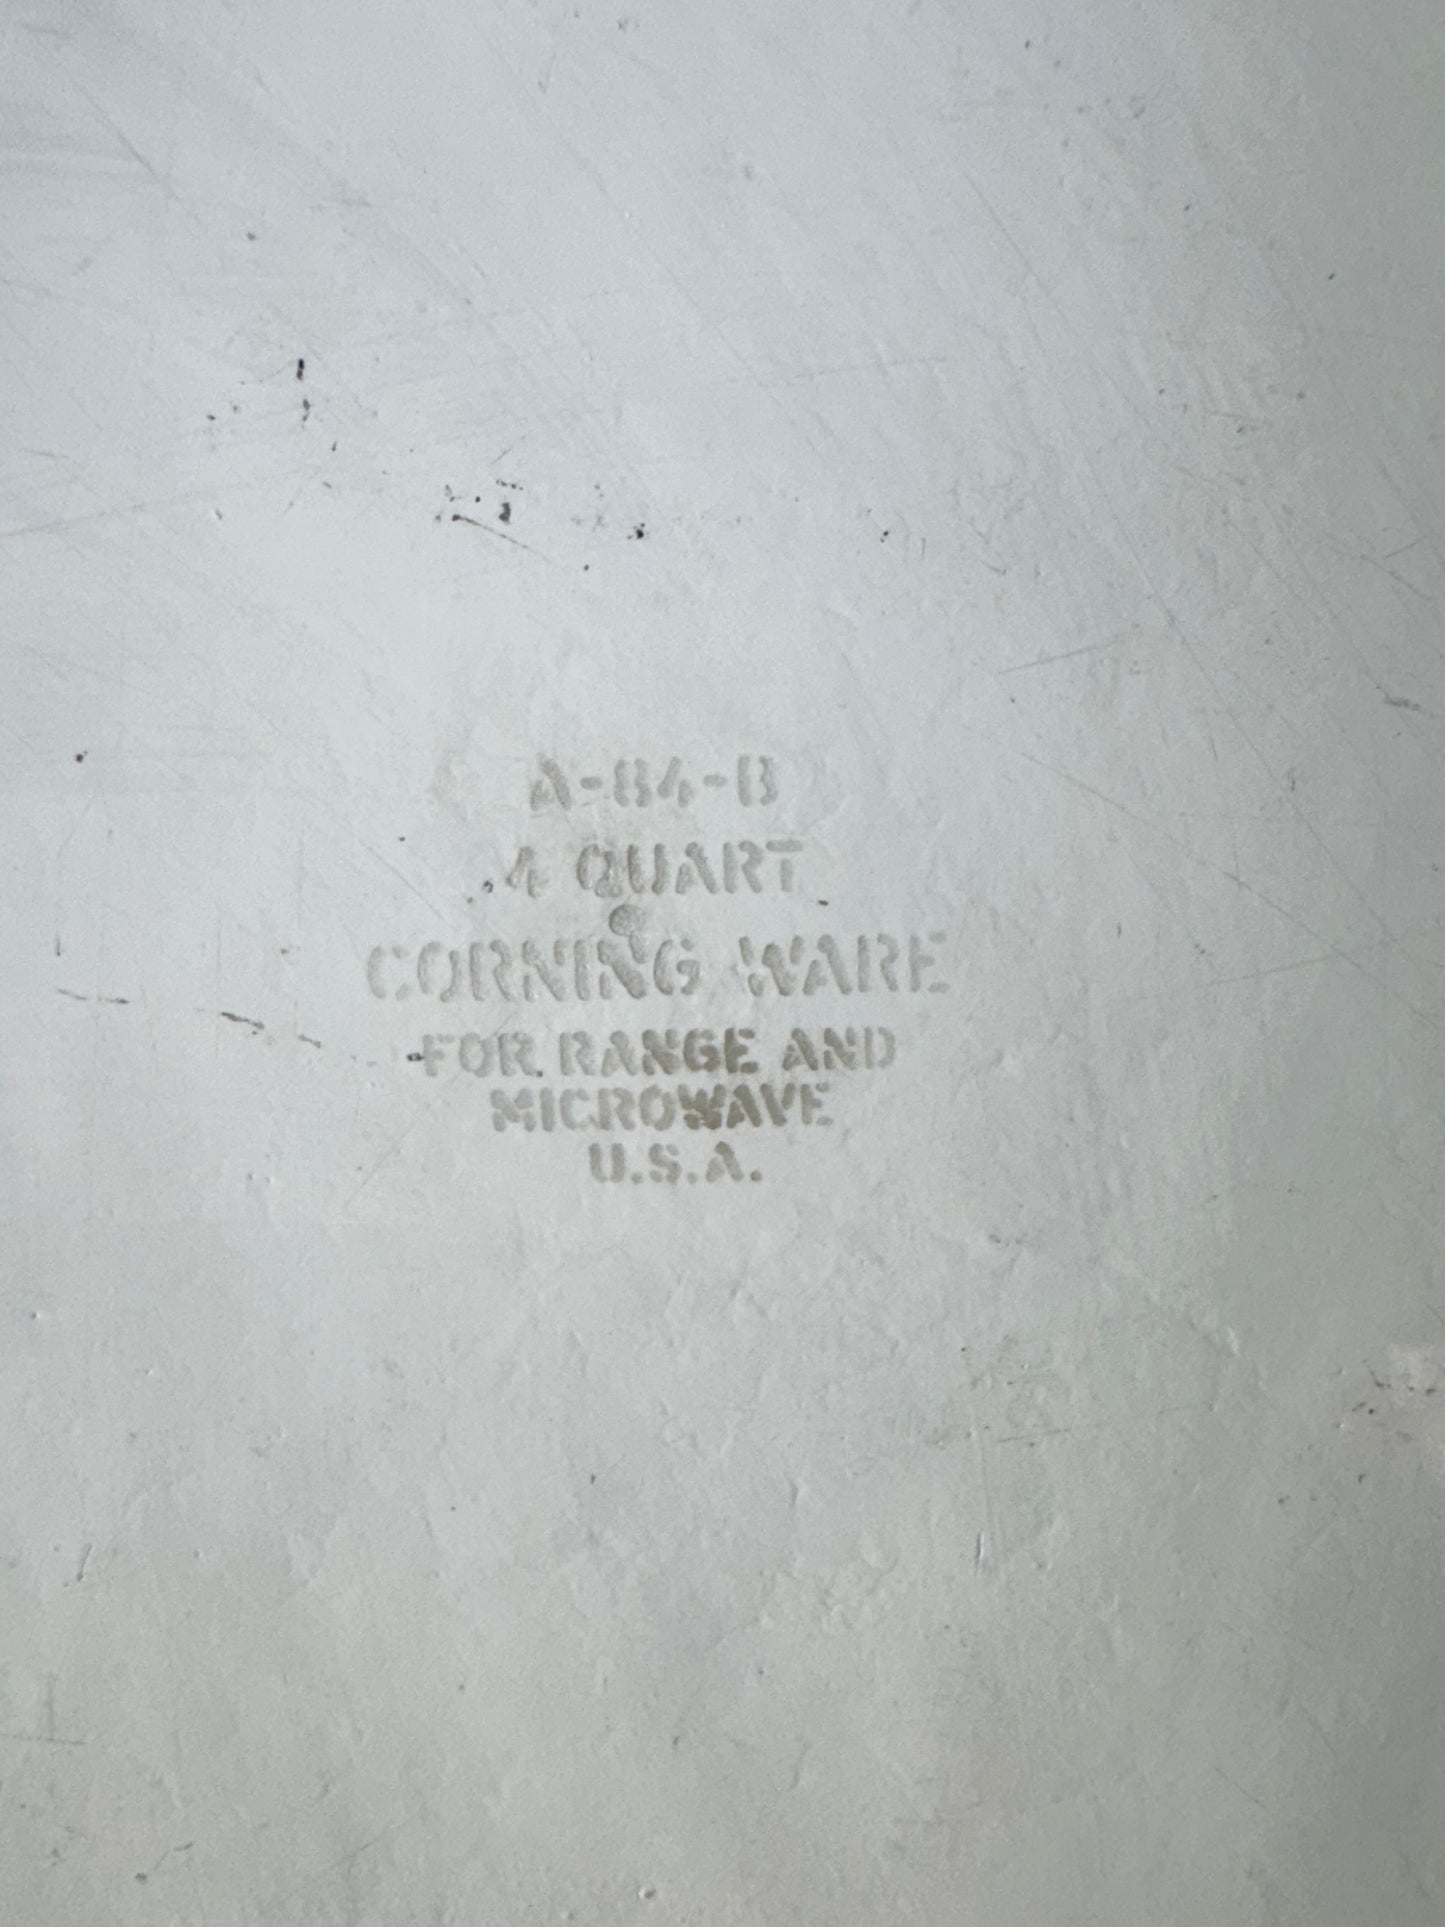 A-84-B
4 QUART
CORNING WARE
FOR RANGE AND
MICROWAVE
U.S.A.